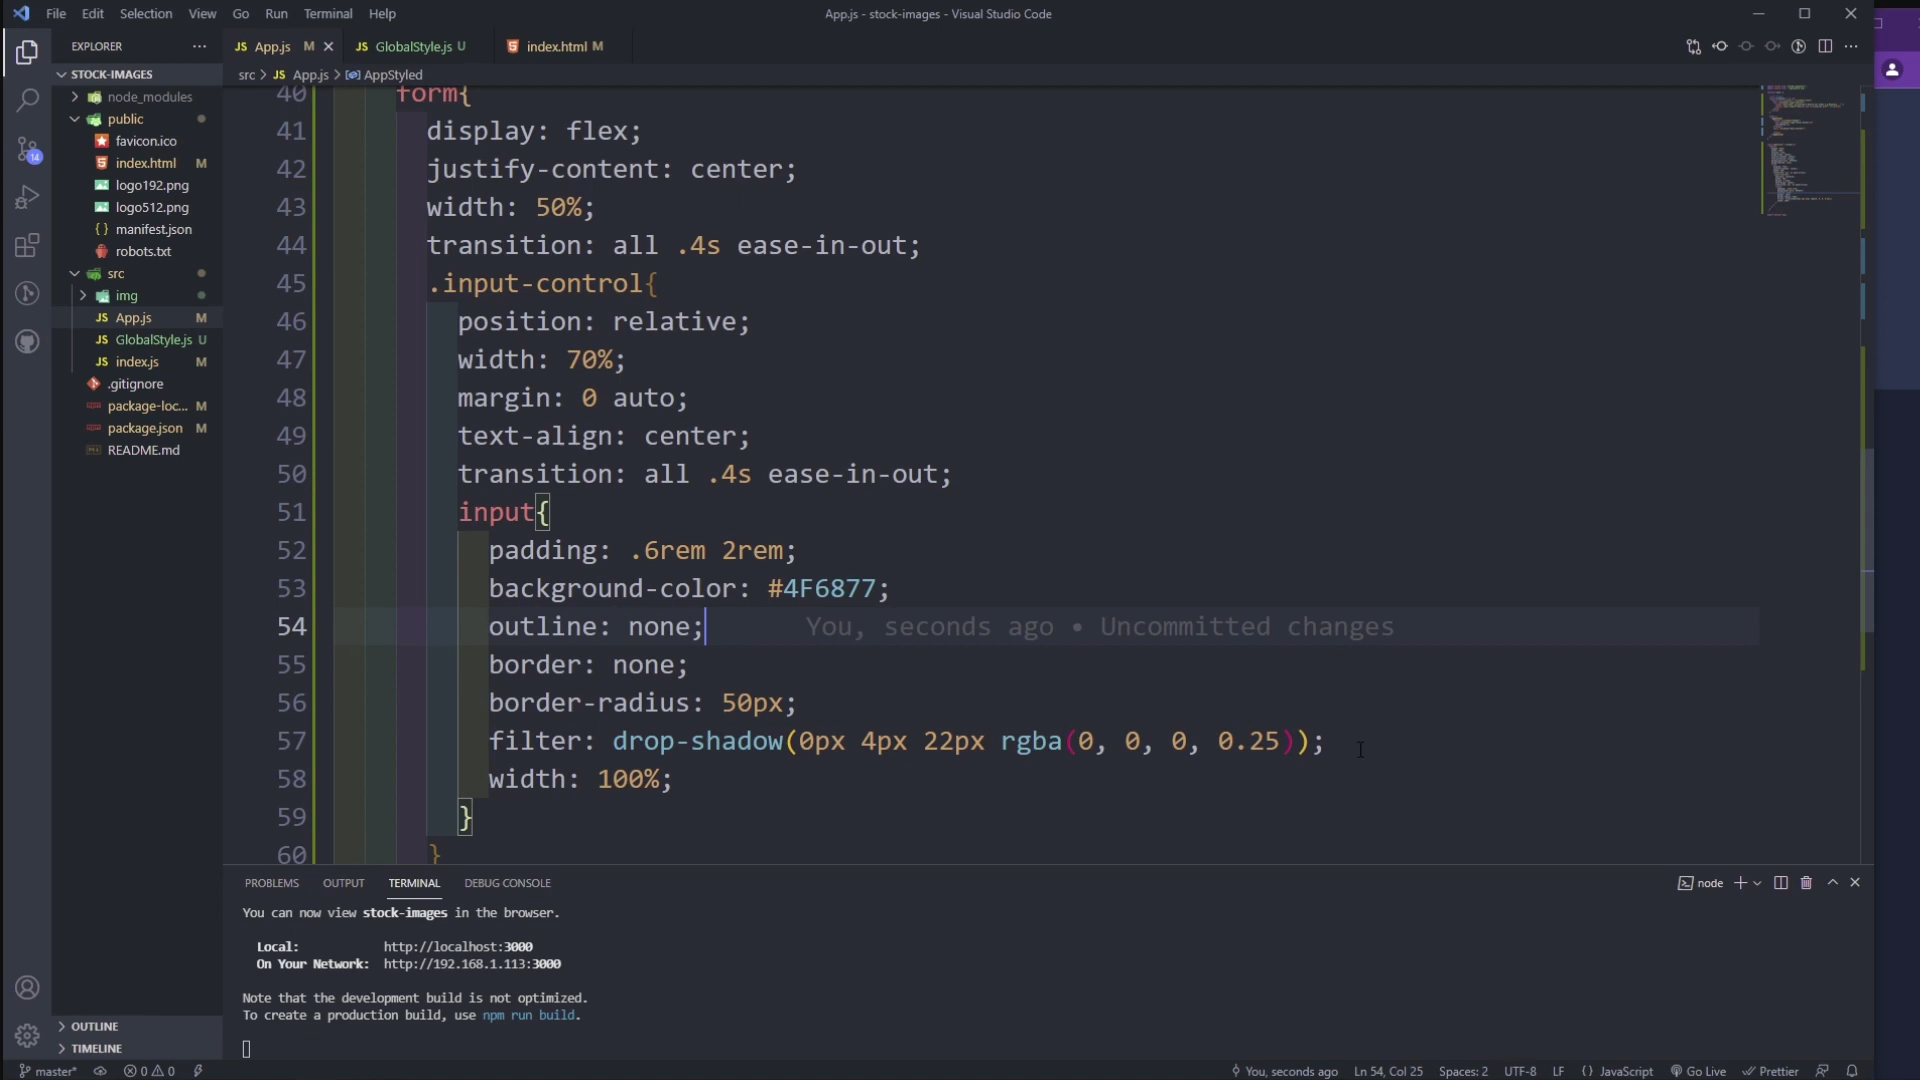 File Edit Selection View Go Run Terminal Help
App.js - stock-images - Visual Studio Code
EXPLORER
STOCK-IMAGES
node_modules
public
favicon.ico
index.html M
logo192.png
logo512.png
manifest.json
robots.txt
src
img
App.js M
GlobalStyle.js U
index.js M
.gitignore
package-loc... M
package.json M
README.md
OUTLINE
TIMELINE
14
JS App.js M
JS GlobalStyle.js U
index.html M
src > JS App.js > AppStyled
40 form{
41 display: flex;
42 justify-content: center;
43 width: 50%;
44 transition: all .4s ease-in-out;
45 .input-control{
46 position: relative;
47 width: 70%;
48 margin: 0 auto;
49 text-align: center;
50 transition: all .4s ease-in-out;
51 input{
52 padding: .6rem 2rem;
53 background-color: #4F6877;
54 outline: none; You, seconds ago • Uncommitted changes
55 border: none;
56 border-radius: 50px;
57 filter: drop-shadow(0px 4px 22px rgba(0, 0, 0, 0.25));
58 width: 100%;
59 }
60 }
PROBLEMS OUTPUT TERMINAL DEBUG CONSOLE
node
You can now view stock-images in the browser.
Local: http://localhost:3000
On Your Network: http://192.168.1.113:3000
Note that the development build is not optimized.
To create a production build, use npm run build.
master* 0 0 You, seconds ago Ln 54, Col 25 Spaces: 2 UTF-8 LF {} JavaScript Go Live Prettier